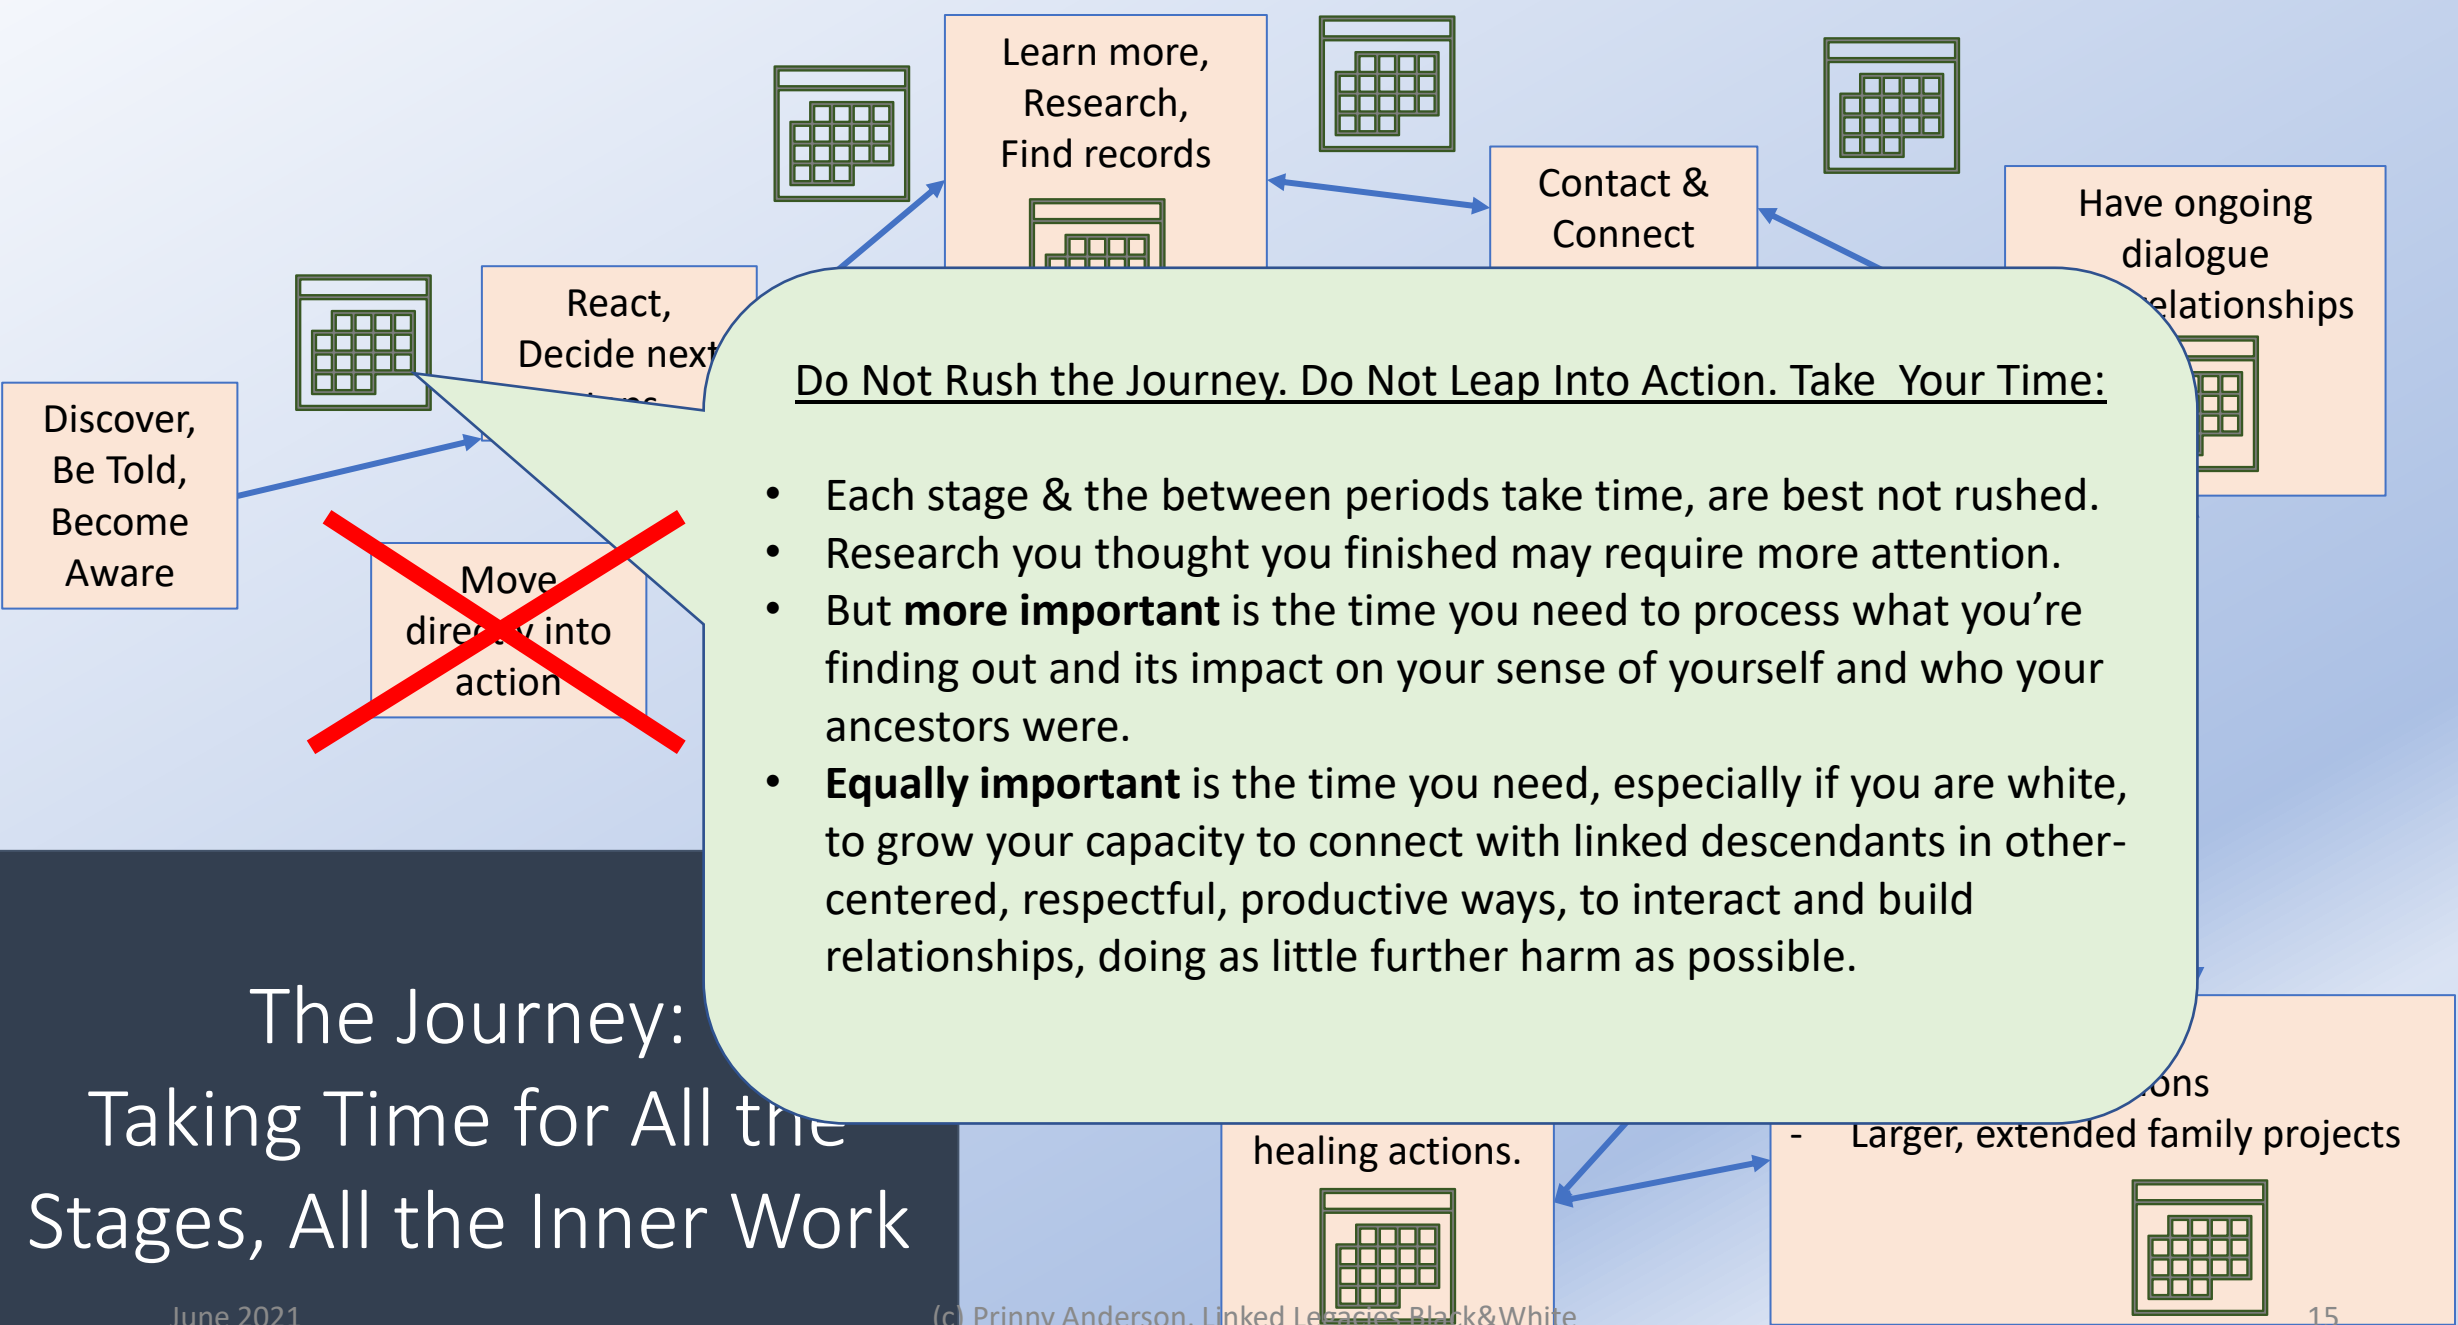 Learn more,
Research,
Find records
Contact &
Connect
Have ongoing
dialogue
elationships
React,
Decide next
Discover,
Be Told,
Become
Aware
Move
directly into
action
Do Not Rush the Journey. Do Not Leap Into Action. Take  Your Time:
• Each stage & the between periods take time, are best not rushed.
• Research you thought you finished may require more attention.
• But more important is the time you need to process what you're
finding out and its impact on your sense of yourself and who your
ancestors were.
• Equally important is the time you need, especially if you are white,
to grow your capacity to connect with linked descendants in other-
centered, respectful, productive ways, to interact and build
relationships, doing as little further harm as possible.
The Journey:
Taking Time for All the
Stages, All the Inner Work
healing actions.
ons
- Larger, extended family projects
June 2021
(c) Prinny Anderson, Linked Legacies Black&White
15